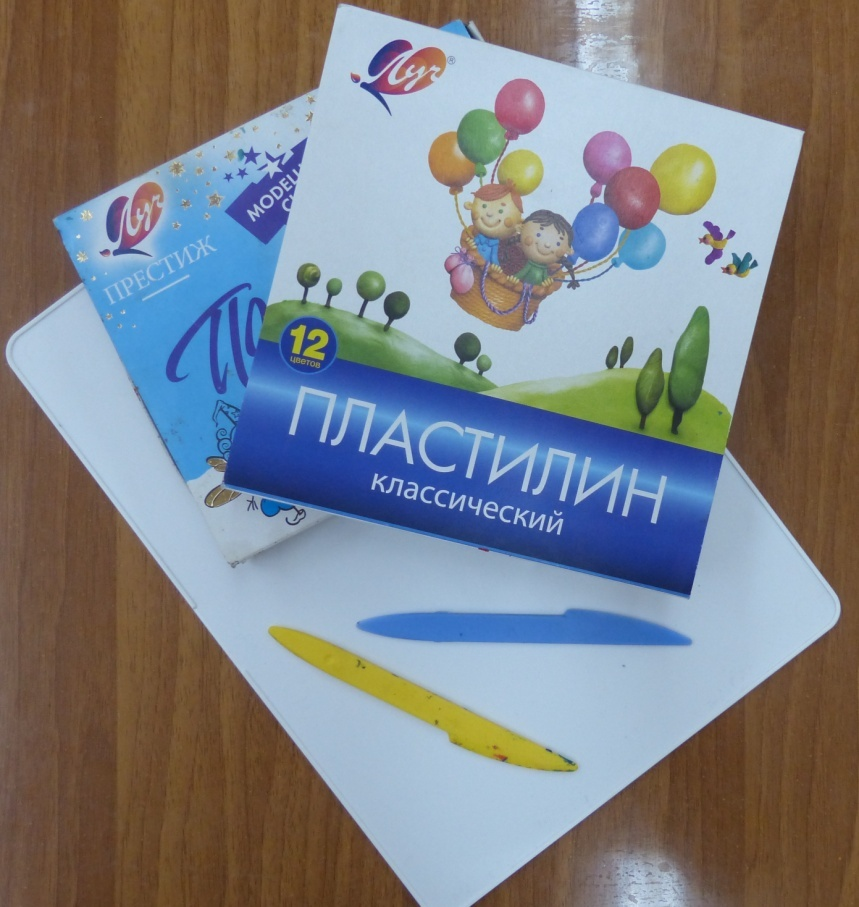 Луч®
12
цветов
ПЛАСТИЛИН
классический
Луч
ПРЕСТИЖ